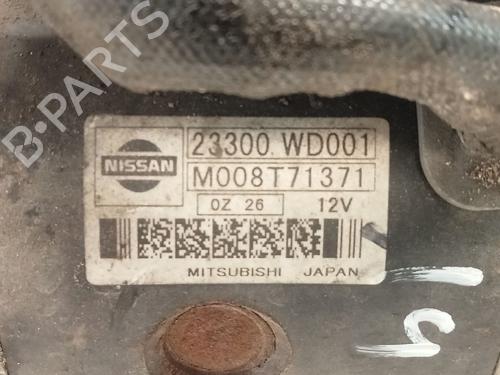 B-PARTS
NISSAN
23300 WD001
M008T71371
0Z 26 12V
MITSUBISHI JAPAN